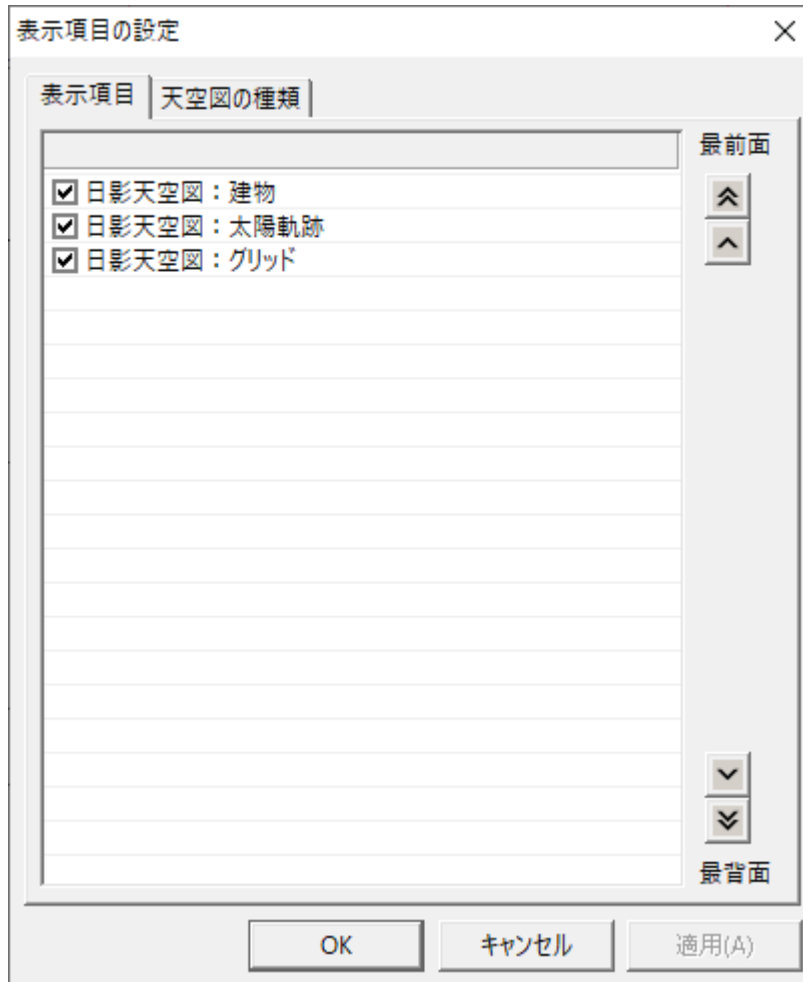 表示項目の設定
表示項目
天空図の種類
最前面
日影天空図：建物
日影天空図：太陽軌跡
日影天空図：グリッド
最背面
OK
キャンセル
適用(A)